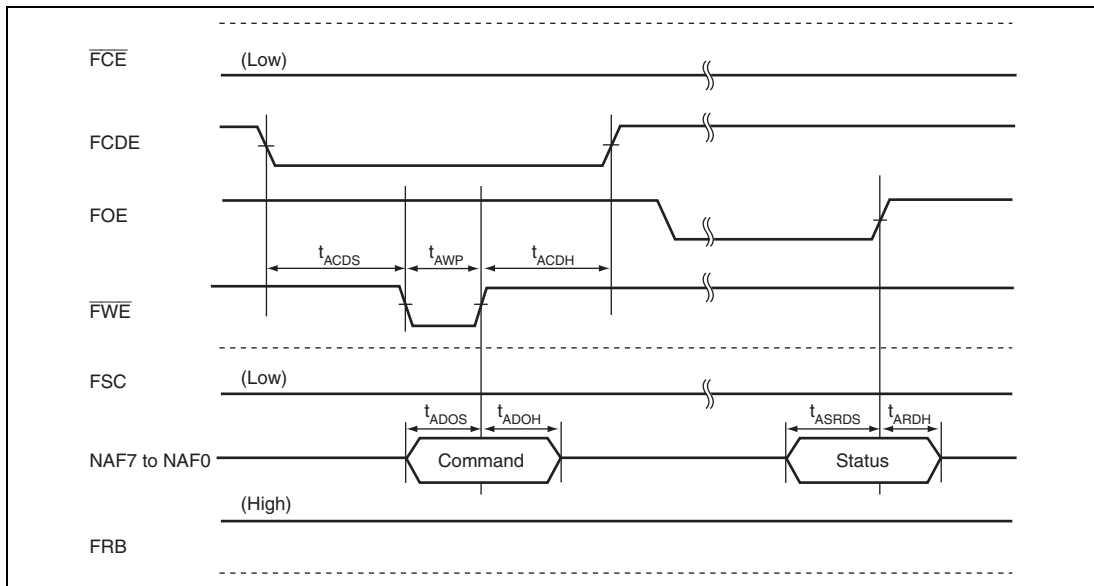 FCE (Low)
FCDE
FOE
tACDS tAWP tACDH
FWE
FSC (Low)
tADOS tADOH tASRDS tARDH
NAF7 to NAF0 Command Status
(High)
FRB